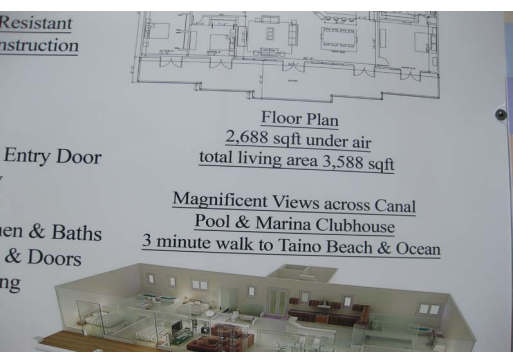 Resistant
nstruction
Floor Plan
2,688 sqft under air
total living area 3,588 sqft
Entry Door
Magnificent Views across Canal
Pool & Marina Clubhouse
3 minute walk to Taino Beach & Ocean
en & Baths
& Doors
ng